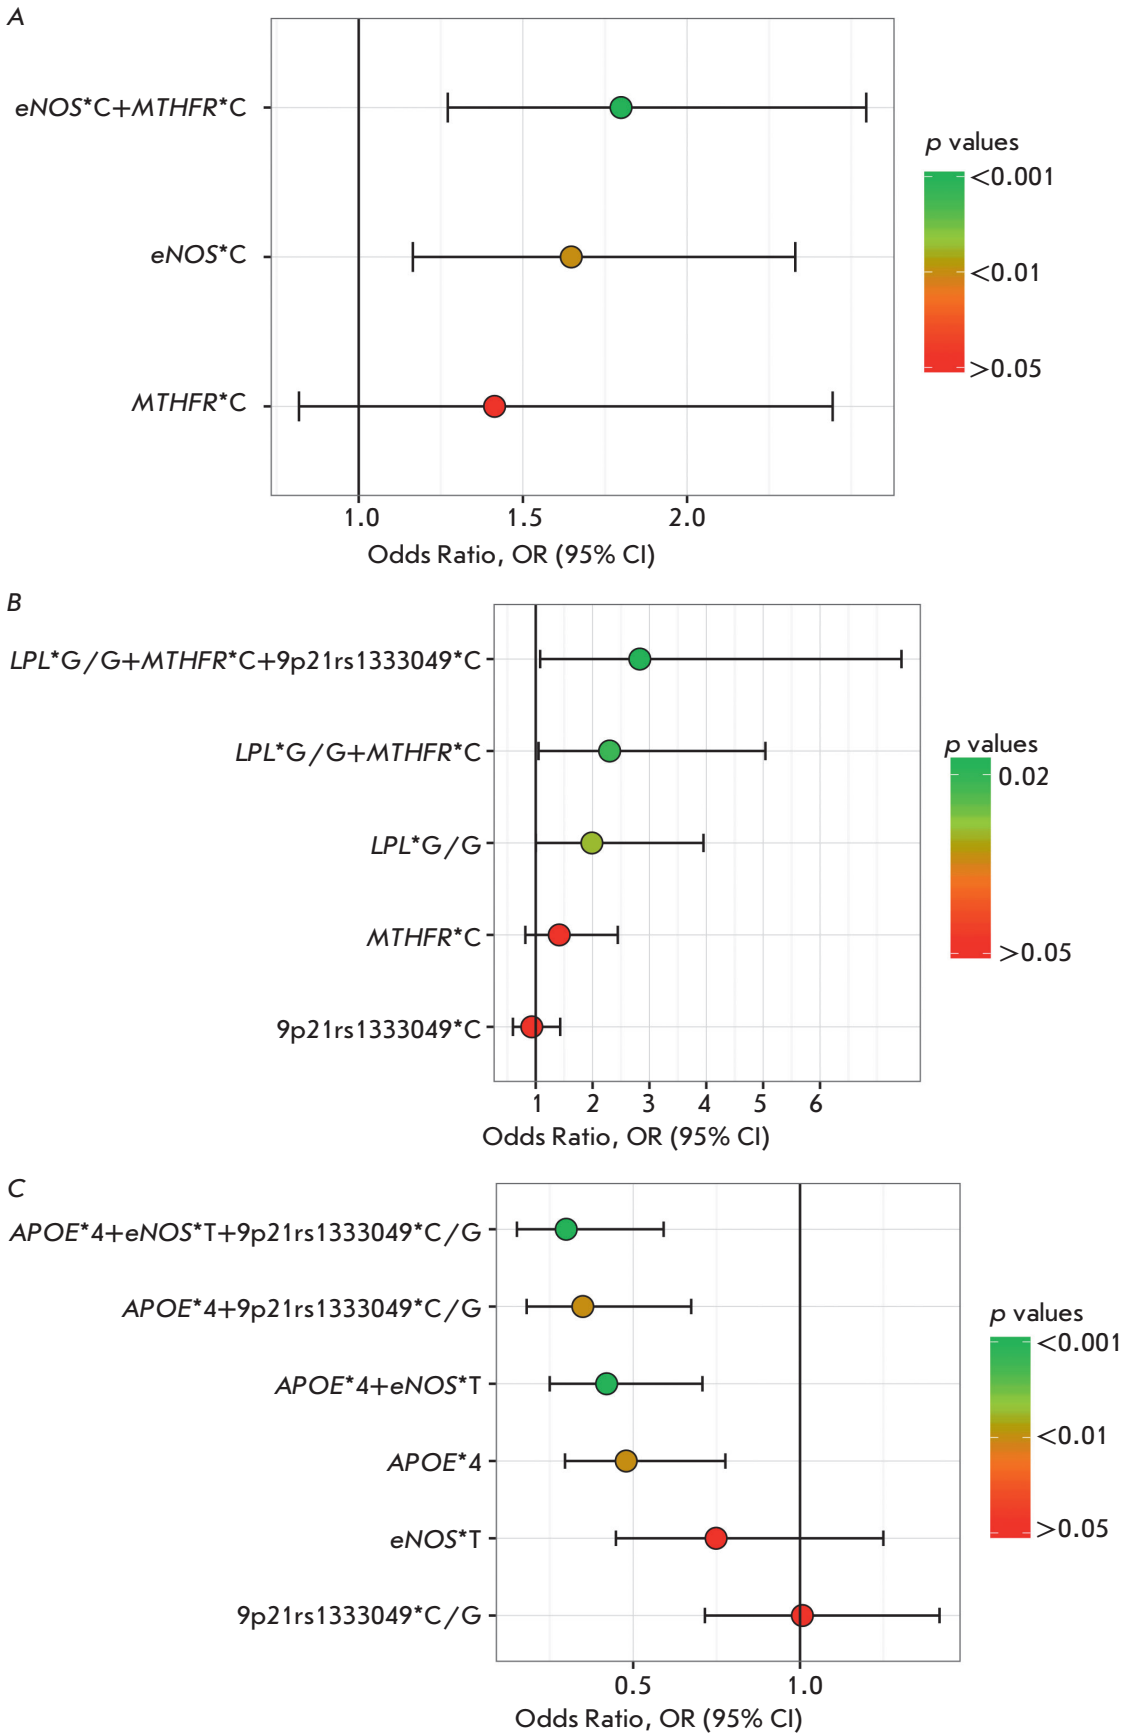 A
eNOS*C+MTHFR*C
eNOS*C
MTHFR*C
1.0 1.5 2.0
Odds Ratio, OR (95% CI)
p values
<0.001
<0.01
>0.05
B
LPL*G/G+MTHFR*C+9p21rs1333049*C
LPL*G/G+MTHFR*C
LPL*G/G
MTHFR*C
9p21rs1333049*C
1 2 3 4 5 6
Odds Ratio, OR (95% CI)
p values
0.02
>0.05
C
APOE*4+eNOS*T+9p21rs1333049*C/G
APOE*4+9p21rs1333049*C/G
APOE*4+eNOS*T
APOE*4
eNOS*T
9p21rs1333049*C/G
0.5 1.0
Odds Ratio, OR (95% CI)
p values
<0.001
<0.01
>0.05